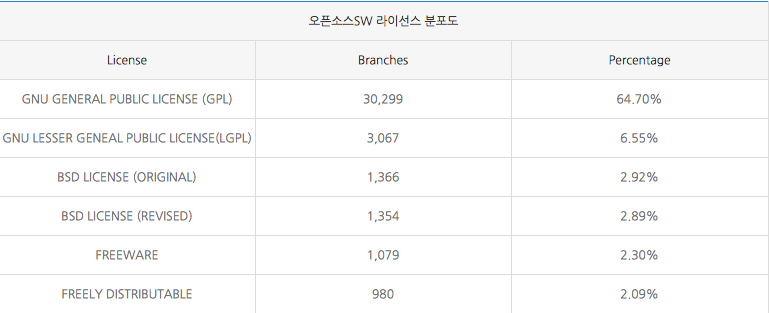 오픈소스SW 라이선스 분포도
License Branches Percentage
GNU GENERAL PUBLIC LICENSE (GPL) 30,299 64.70%
GNU LESSER GENEAL PUBLIC LICENSE(LGPL) 3,067 6.55%
BSD LICENSE (ORIGINAL) 1,366 2.92%
BSD LICENSE (REVISED) 1,354 2.89%
FREEWARE 1,079 2.30%
FREELY DISTRIBUTABLE 980 2.09%